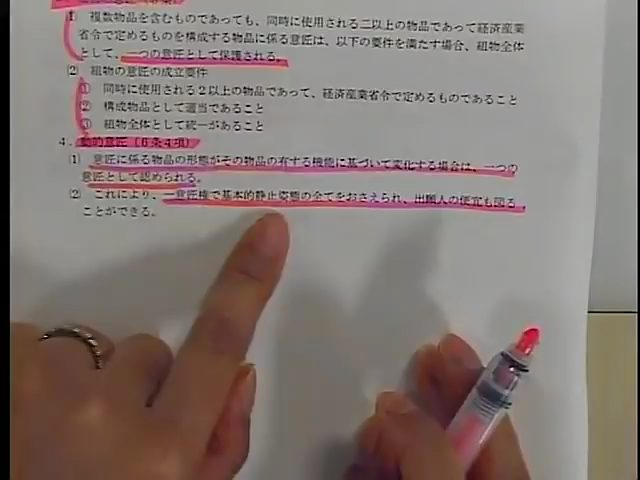 ⑴ 複数物品を含むものであっても、同時に使用される二以上の物品であって経済産業
省令で定めるものを構成する物品に係る意匠は、以下の要件を満たす場合、組物全体
として、一つの意匠として保護される。
⑵ 組物の意匠の成立要件
① 同時に使用される２以上の物品であって、経済産業省令で定めるものであること
② 構成物品として適当であること
③ 組物全体として統一があること
４．動的意匠（６条４項）
⑴ 意匠に係る物品の形態がその物品の有する機能に基づいて変化する場合は、一つの
意匠として認められる。
⑵ これにより、一意匠権で基本的静止姿態の全てをおさえられ、出願人の便宜も図る
ことができる。